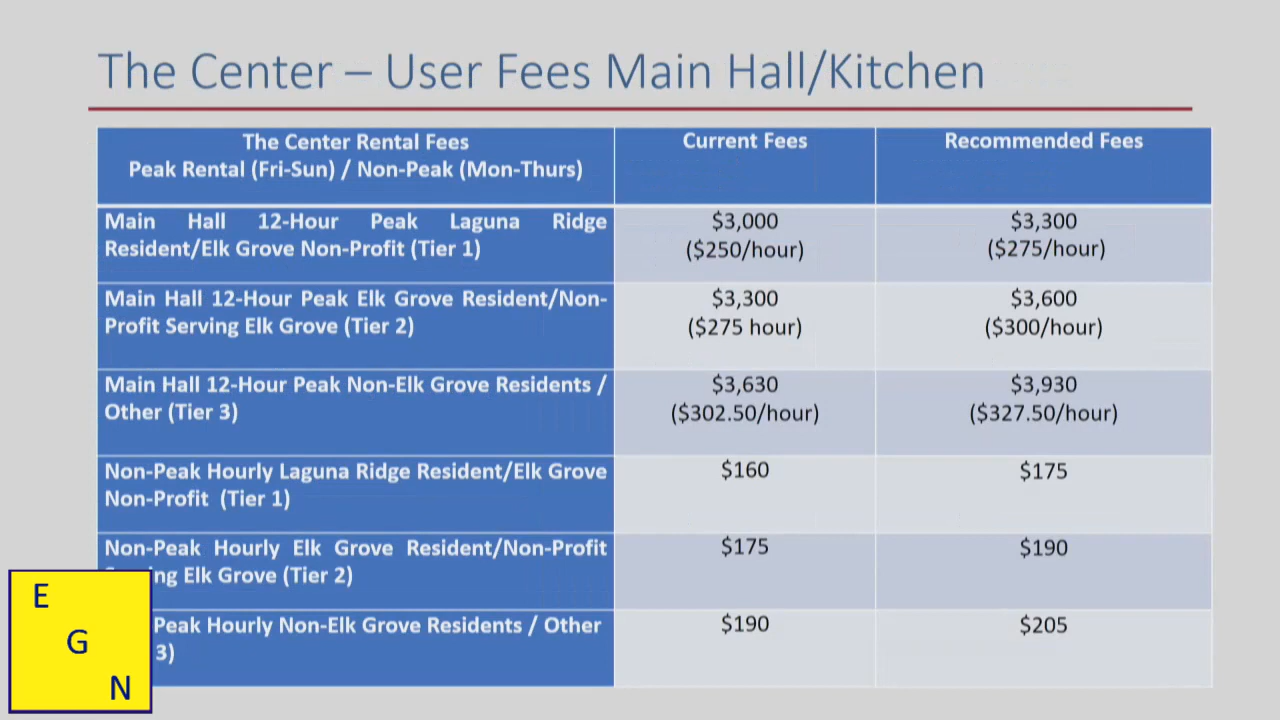 The Center – User Fees Main Hall/Kitchen
The Center Rental Fees
Peak Rental (Fri-Sun) / Non-Peak (Mon-Thurs)
Current Fees
Recommended Fees
Main Hall 12-Hour Peak Laguna Ridge
Resident/Elk Grove Non-Profit (Tier 1)
$3,000
($250/hour)
$3,300
($275/hour)
Main Hall 12-Hour Peak Elk Grove Resident/Non-
Profit Serving Elk Grove (Tier 2)
$3,300
($275 hour)
$3,600
($300/hour)
Main Hall 12-Hour Peak Non-Elk Grove Residents /
Other (Tier 3)
$3,630
($302.50/hour)
$3,930
($327.50/hour)
Non-Peak Hourly Laguna Ridge Resident/Elk Grove
Non-Profit (Tier 1)
$160
$175
Non-Peak Hourly Elk Grove Resident/Non-Profit
ng Elk Grove (Tier 2)
$175
$190
Peak Hourly Non-Elk Grove Residents / Other
3)
$190
$205
E
G
N